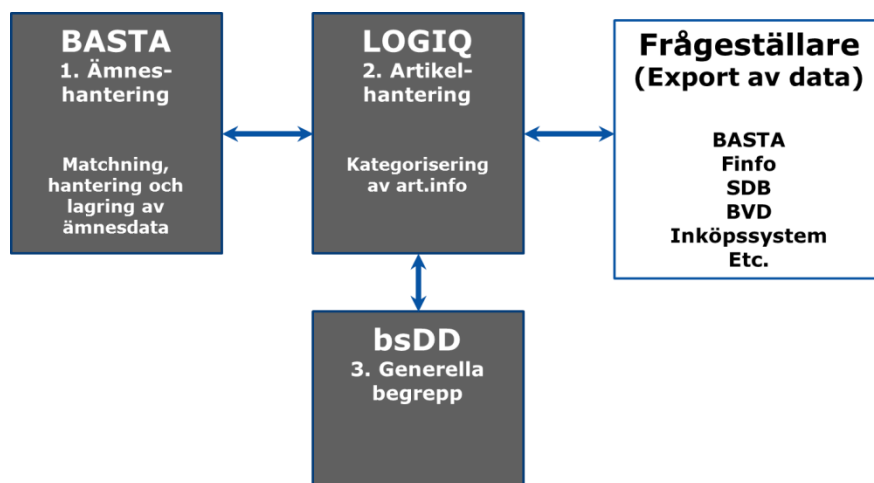 BASTA
1. Ämnes-
hantering
Matchning,
hantering och
lagring av
ämnesdata
LOGIQ
2. Artikel-
hantering
Kategorisering
av art.info
Frågeställare
(Export av data)
BASTA
Finfo
SDB
BVD
Inköpssystem
Etc.
bsDD
3. Generella
begrepp